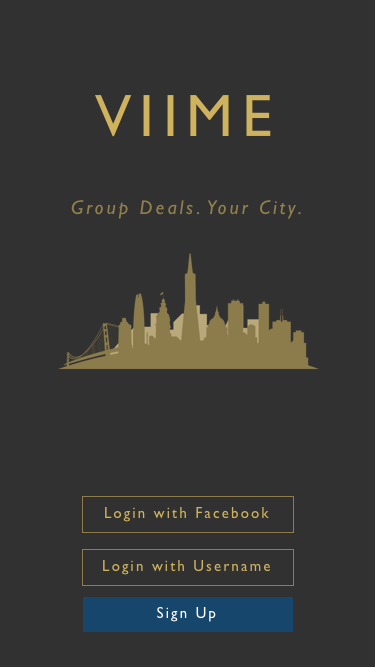 VIIME
Group Deals. Your City.
Login with Facebook
Login with Username
Sign Up